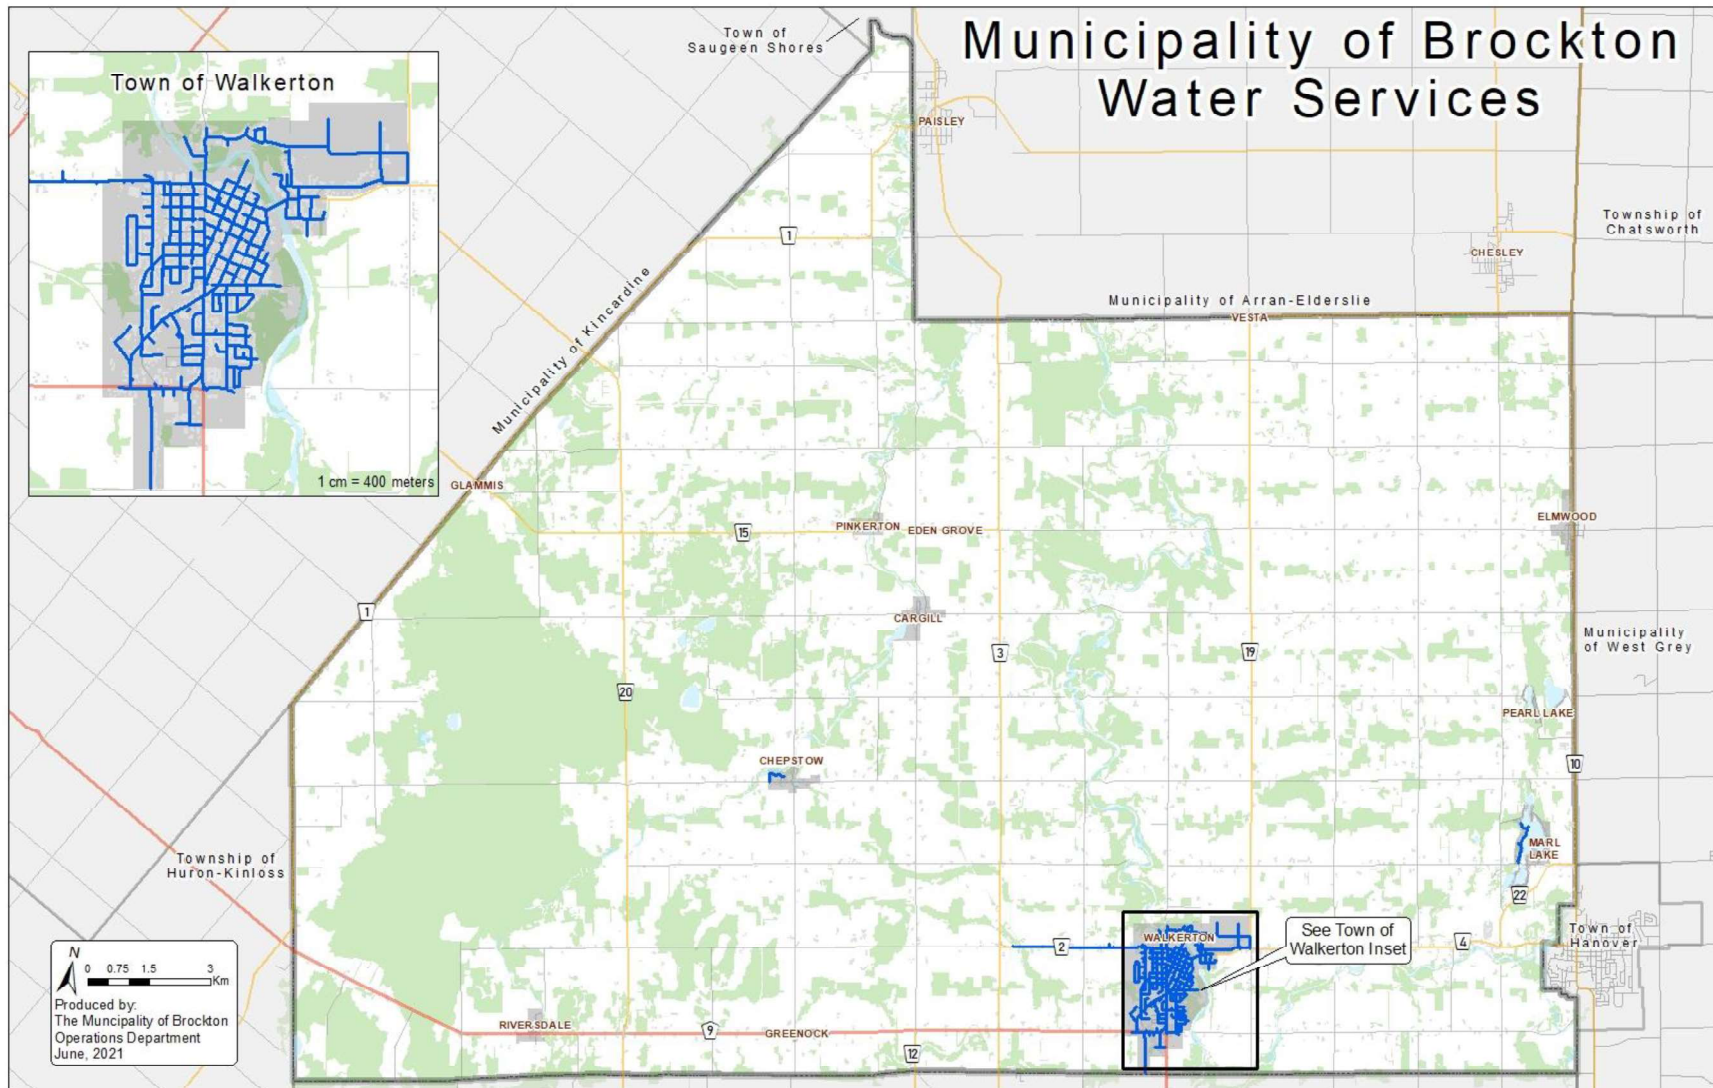 Municipality of Brockton
Water Services
Town of
Saugeen Shores
Town of Walkerton
1 cm = 400 meters
PAISLEY
Township of
Chatsworth
CHESLEY
1
Municipality of Kincardine
Municipality of Arran-Elderslie
VESTA
GLAMMIS
15
PINKERTON
EDEN GROVE
ELMWOOD
1
CARGILL
3
19
Municipality
of West Grey
20
PEARL LAKE
CHEPSTOW
10
Township of
Huron-Kinloss
MARL
LAKE
22
WALKERTON
2
See Town of
Walkerton Inset
4
Town of
Hanover
N
0 0.75 1.5 3
Km
Produced by:
The Muncipality of Brockton
Operations Department
June, 2021
RIVERSDALE
9
GREENOCK
12